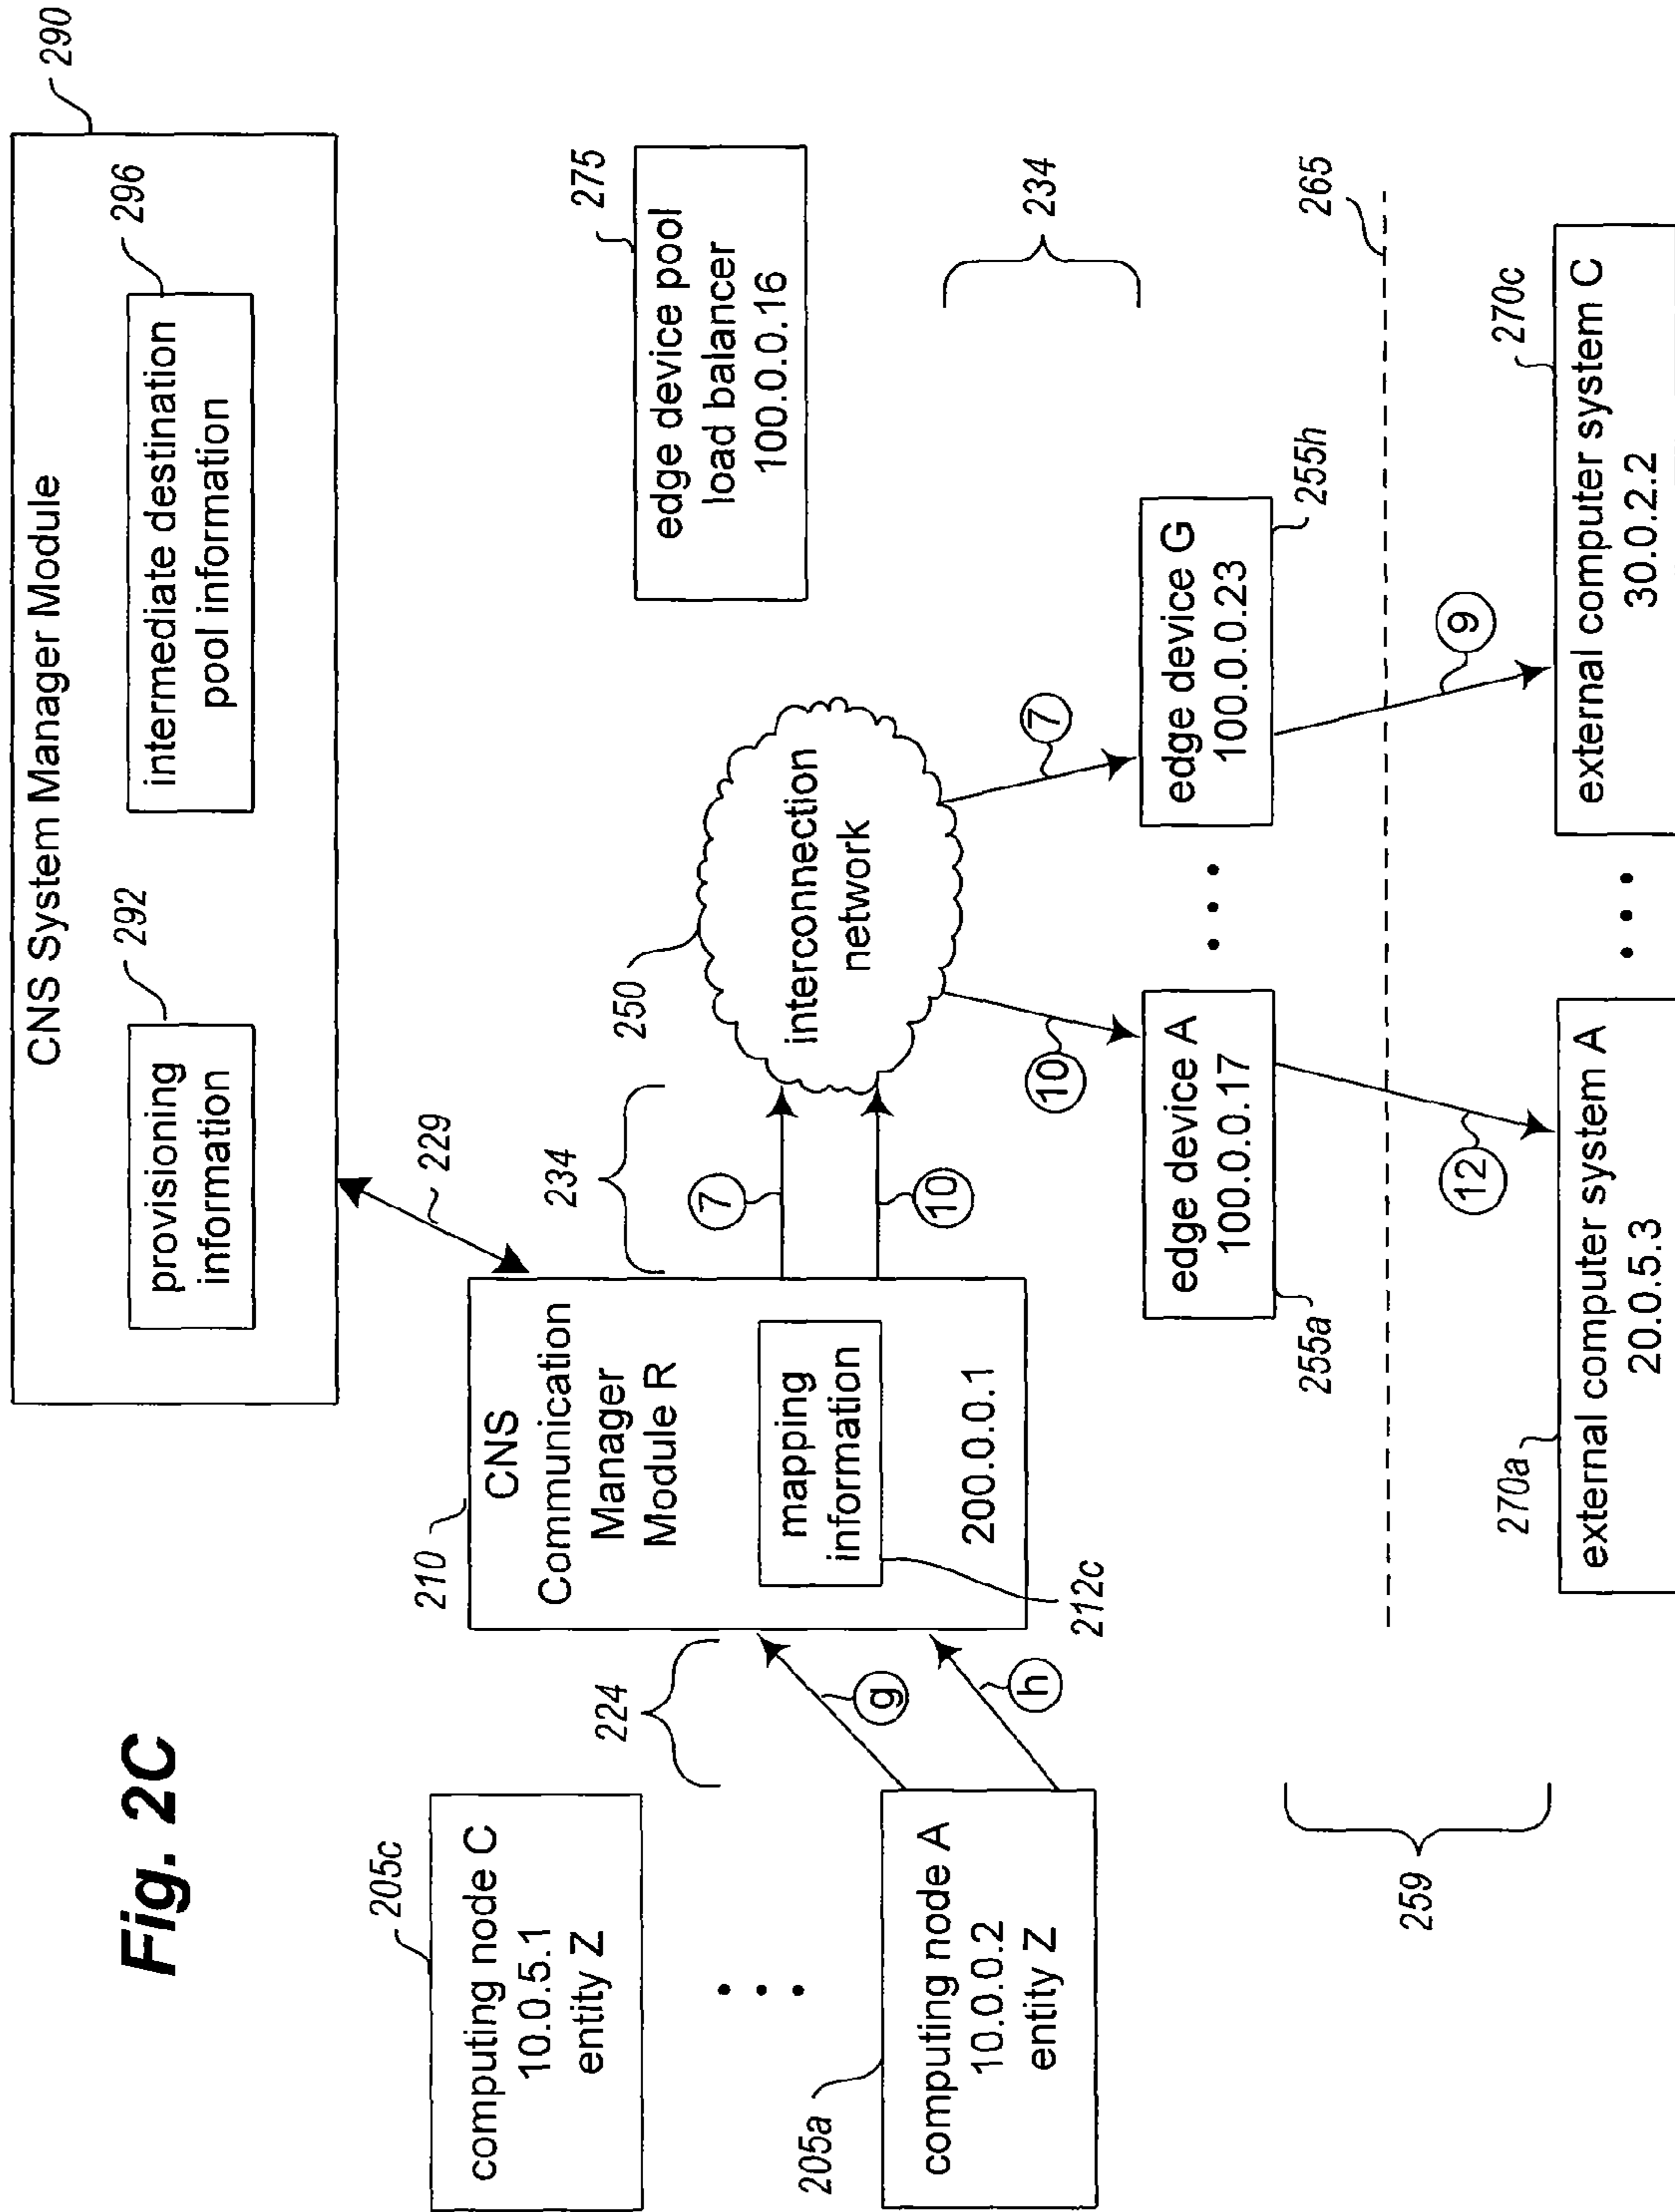 Fig. 2C
CNS System Manager Module
290
provisioning
information
292
intermediate destination
pool information
296
229
205c
computing node C
10.0.5.1
entity Z
205a
computing node A
10.0.0.2
entity Z
224
g
h
210
CNS
Communication
Manager
Module R
mapping
information
200.0.0.1
212c
234
7
10
250
interconnection
network
275
edge device pool
load balancer
100.0.0.16
10
7
234
edge device A
100.0.0.17
255a
edge device G
100.0.0.23
255h
265
259
12
9
270a
external computer system A
20.0.5.3
270c
external computer system C
30.0.2.2